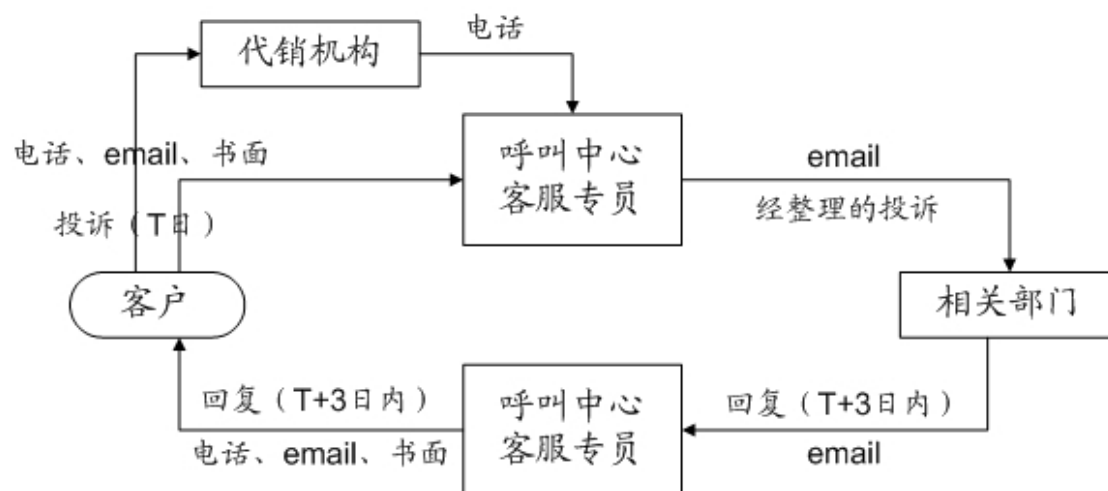 电话
代销机构
电话、email、书面
呼叫中心
客服专员
email
投诉（T日）
经整理的投诉
客户
相关部门
回复（T+3日内）
呼叫中心
客服专员
回复（T+3日内）
电话、email、书面
email